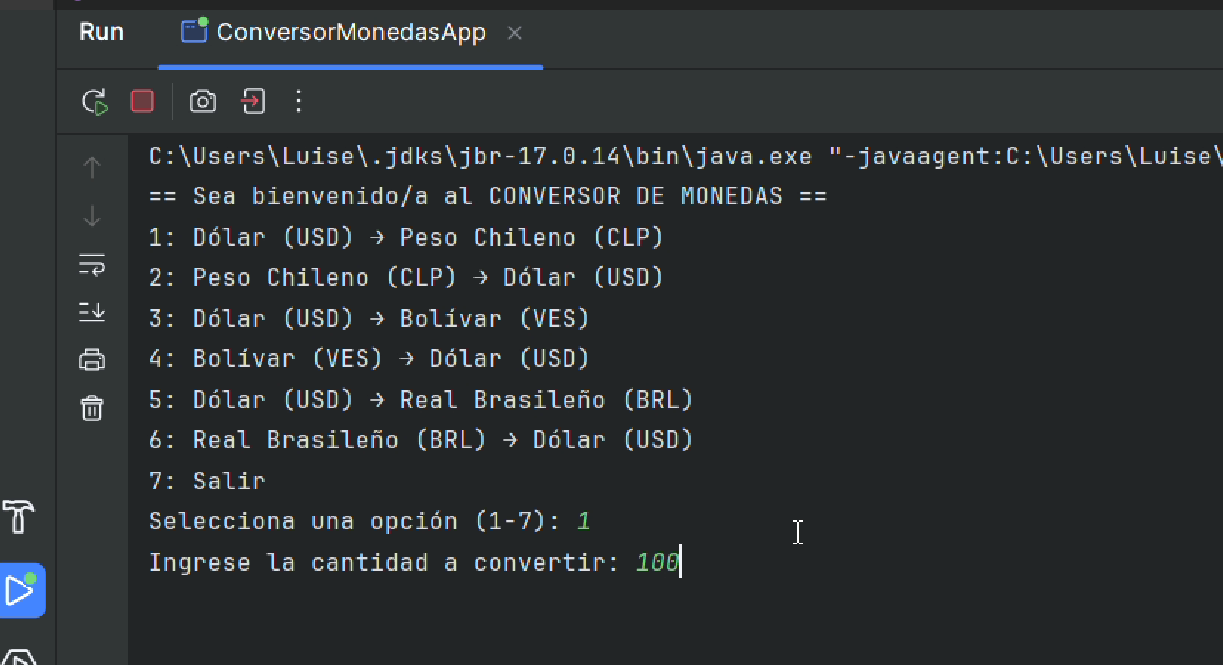 Run
ConversorMonedasApp
C:\Users\Luise\.jdks\jbr-17.0.14\bin\java.exe "-javaagent:C:\Users\Luise\
== Sea bienvenido/a al CONVERSOR DE MONEDAS ==
1: Dólar (USD) → Peso Chileno (CLP)
2: Peso Chileno (CLP) → Dólar (USD)
3: Dólar (USD) → Bolívar (VES)
4: Bolívar (VES) → Dólar (USD)
5: Dólar (USD) → Real Brasileño (BRL)
6: Real Brasileño (BRL) → Dólar (USD)
7: Salir
Selecciona una opción (1-7): 1
Ingrese la cantidad a convertir: 100